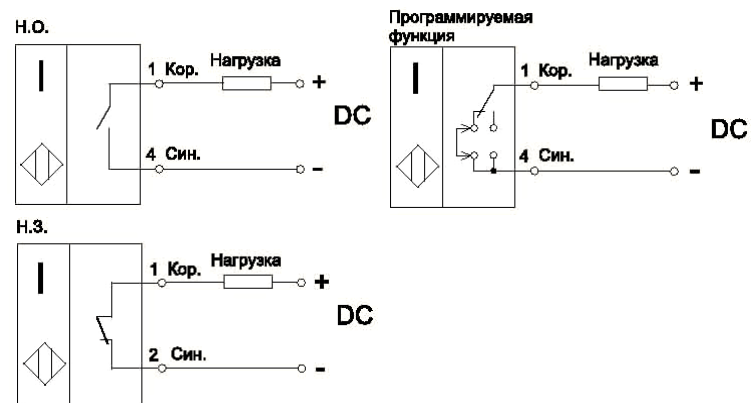 Н.О.
1 Кор. Нагрузка +
DC
4 Син. -
Программируемая
функция
1 Кор. Нагрузка +
DC
4 Син. -
Н.З.
1 Кор. Нагрузка +
DC
2 Син. -